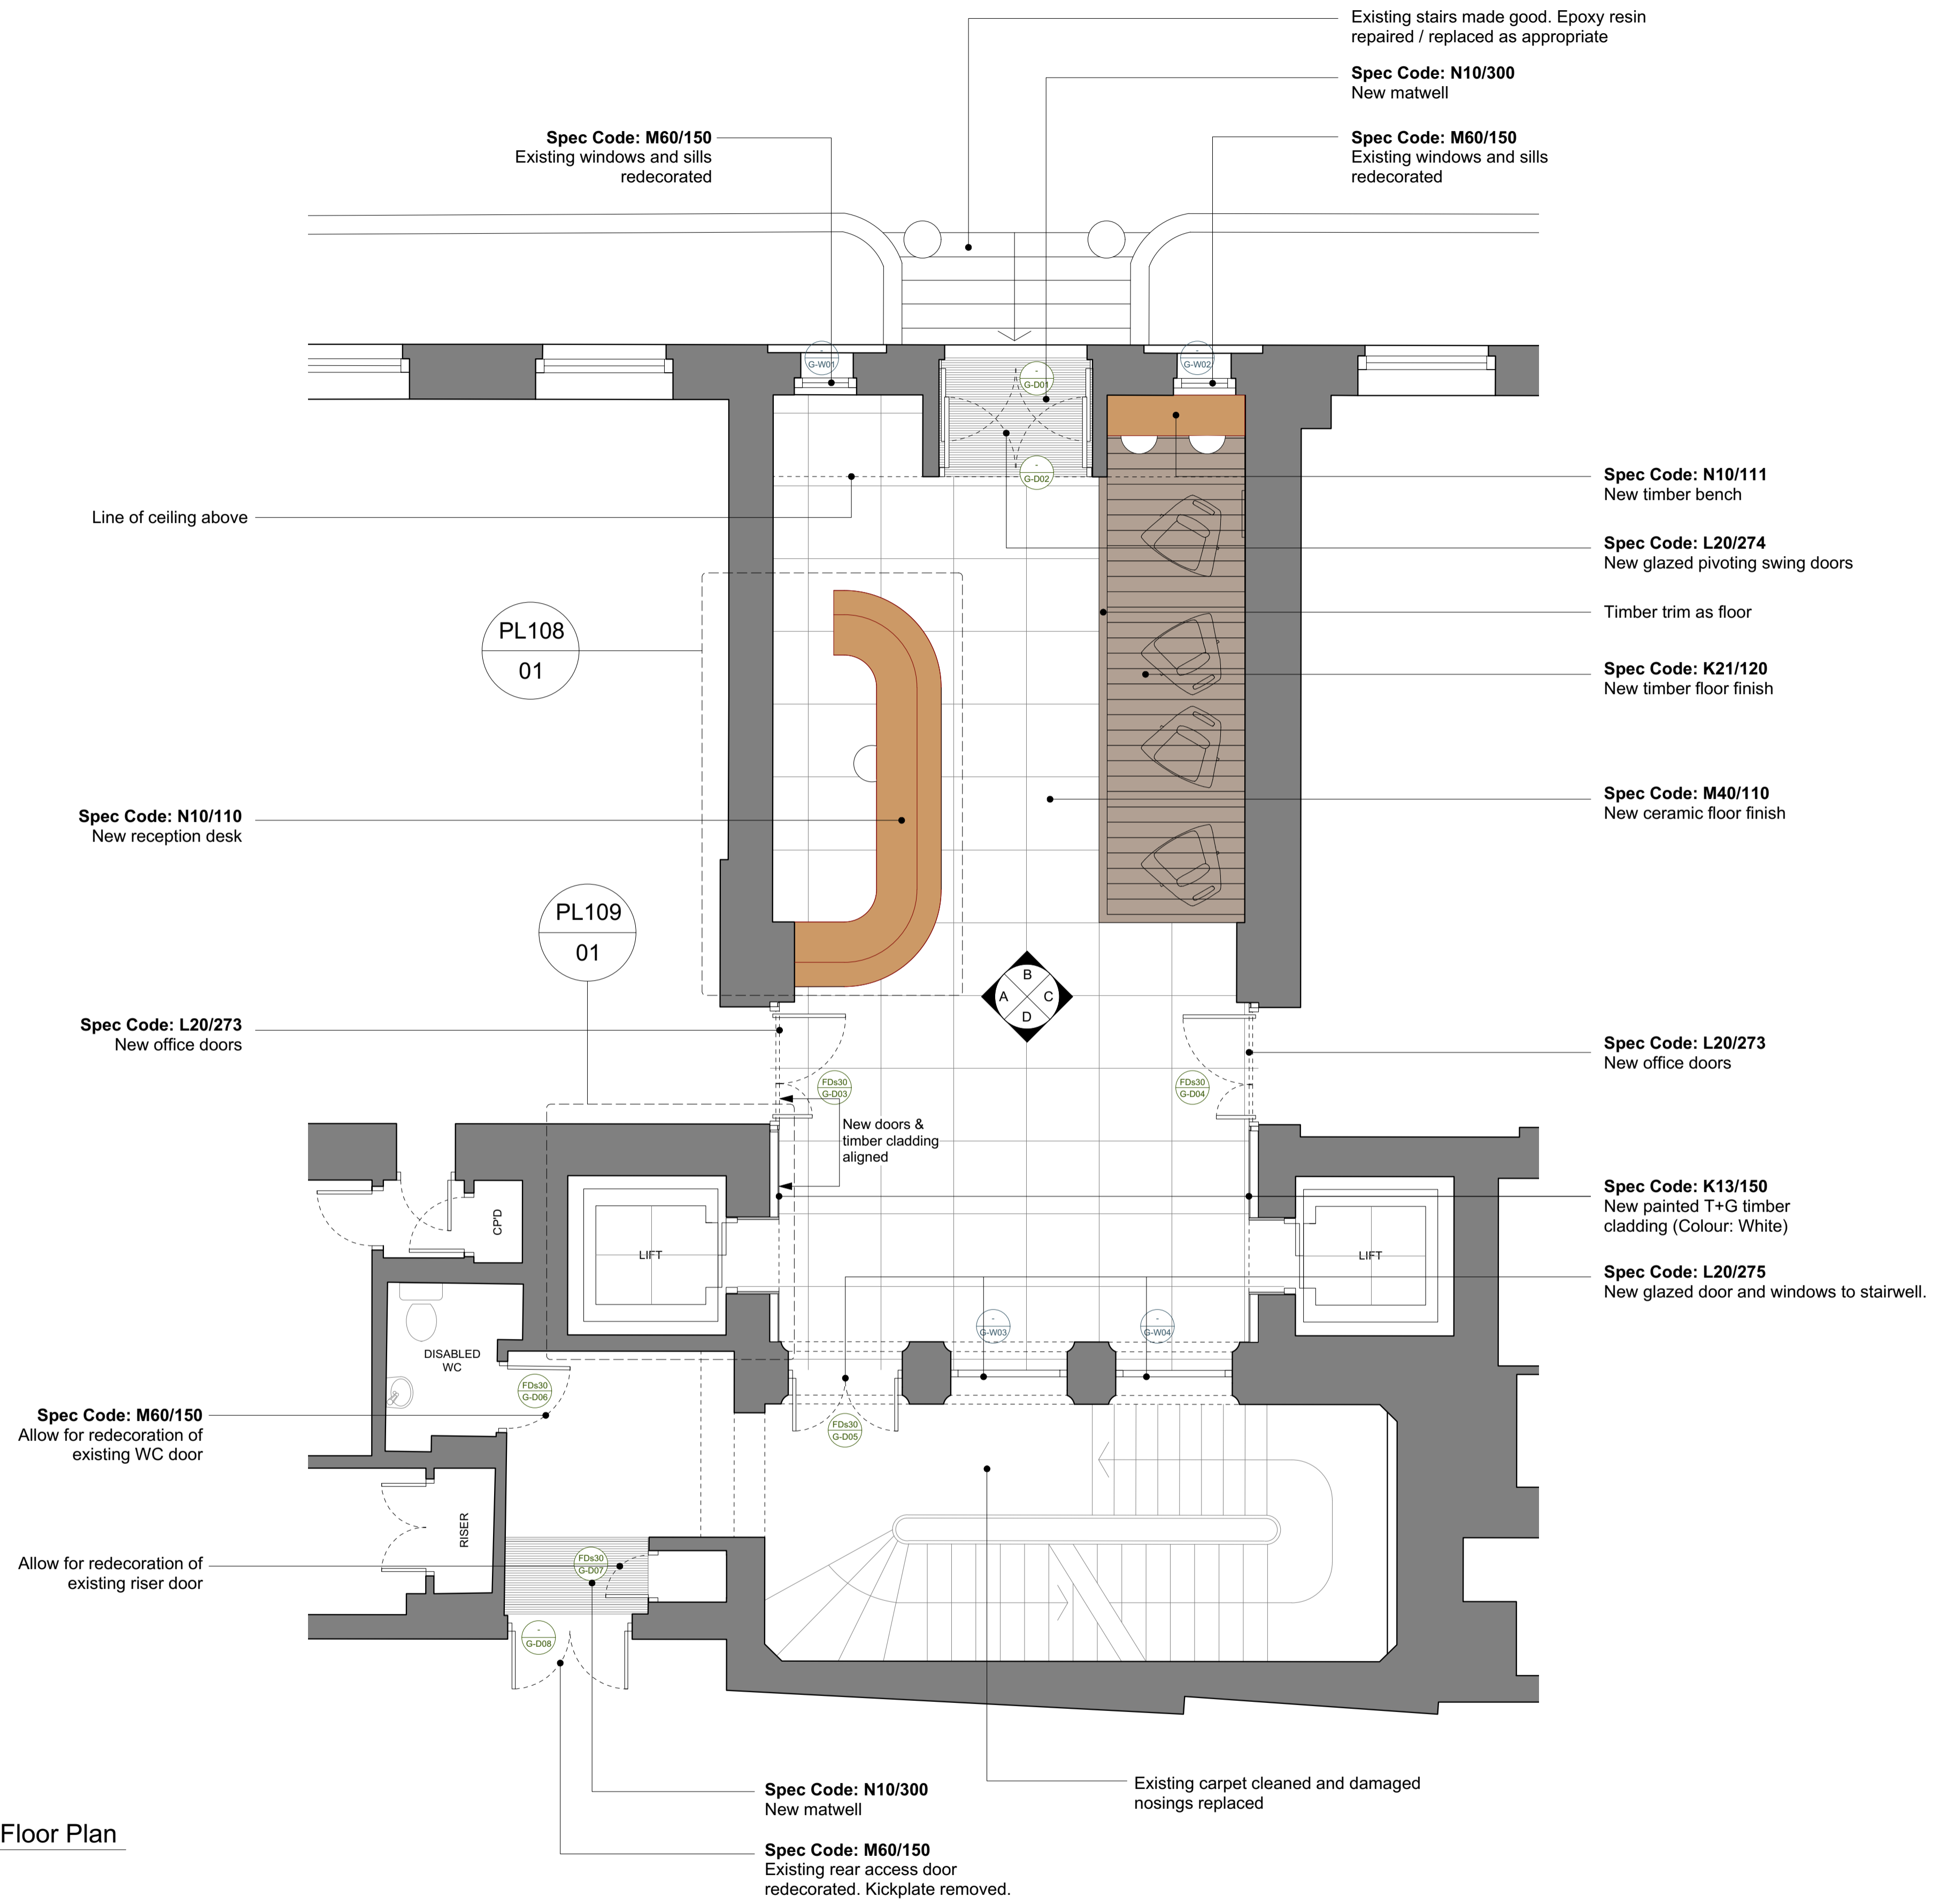 Existing stairs made good. Epoxy resin
repaired / replaced as appropriate
Spec Code: N10/300
New matwell
Spec Code: M60/150
Existing windows and sills
redecorated
Spec Code: M60/150
Existing windows and sills
redecorated
-
G-W01
-
G-D01
-
G-W02
-
G-D02
Line of ceiling above
Spec Code: N10/111
New timber bench
Spec Code: L20/274
New glazed pivoting swing doors
Timber trim as floor
PL108
01
Spec Code: K21/120
New timber floor finish
Spec Code: N10/110
New reception desk
Spec Code: M40/110
New ceramic floor finish
PL109
01
B
A
C
D
Spec Code: L20/273
New office doors
Spec Code: L20/273
New office doors
FDs30
G-D03
FDs30
G-D04
New doors &
timber cladding
aligned
CP'D
LIFT
LIFT
Spec Code: K13/150
New painted T+G timber
cladding (Colour: White)
Spec Code: L20/275
New glazed door and windows to stairwell.
-
G-W03
-
G-W04
DISABLED
WC
FDs30
G-D06
FDs30
G-D05
Spec Code: M60/150
Allow for redecoration of
existing WC door
RISER
Allow for redecoration of
existing riser door
FDs30
G-D07
-
G-D08
Spec Code: N10/300
New matwell
Existing carpet cleaned and damaged
nosings replaced
Floor Plan
Spec Code: M60/150
Existing rear access door
redecorated. Kickplate removed.